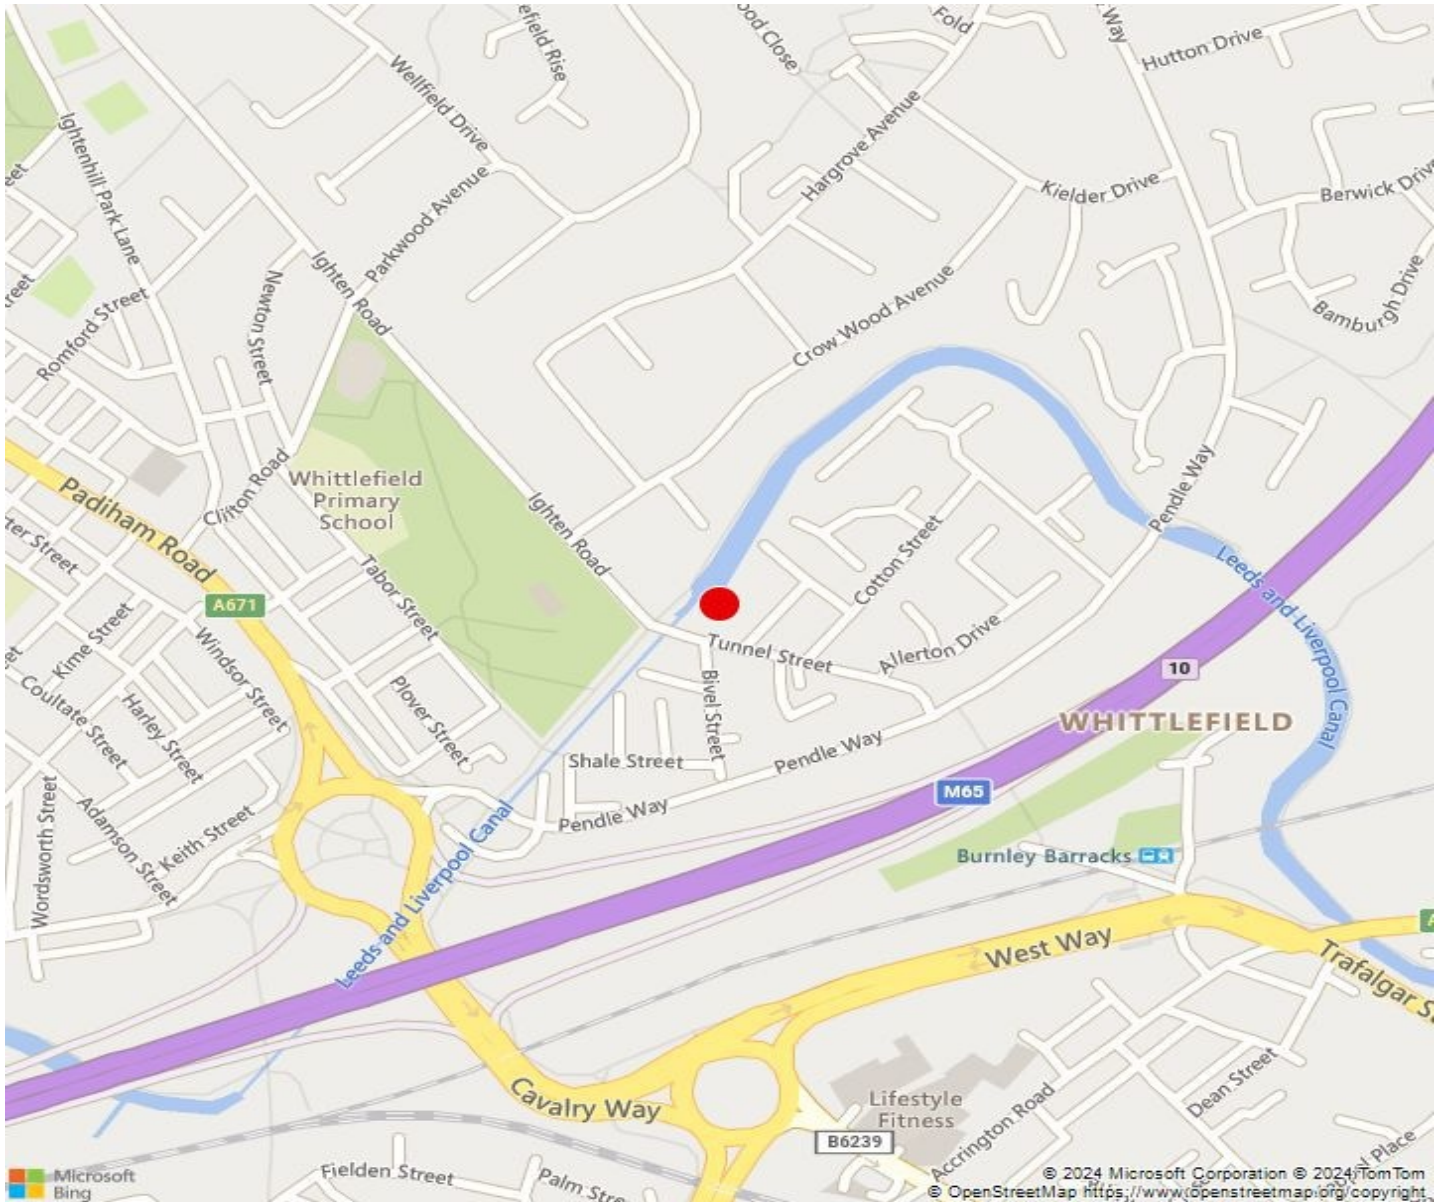 Fold
Way
Hutton Drive
Wellfield Drive
Ightenhill Park Lane
Hargrove Avenue
Kielder Drive
Berwick Drive
Parkwood Avenue
Ighten Road
Newton Street
Romford Street
Bamburgh Drive
Crow Wood Avenue
Whittlefield
Primary
School
Clifton Road
Padiham Road
Ighten Road
Pendle Way
Cotton Street
Leeds and Liverpool Canal
Tabor Street
A671
Kime Street
Windsor Street
Tunnel Street
Allerton Drive
10
Coultate Street
Harley Street
Plover Street
Bivel Street
WHITTLEFIELD
Shale Street
Pendle Way
M65
Pendle Way
Wordsworth Street
Adamson Street
Keith Street
Leeds and Liverpool Canal
Burnley Barracks
West Way
Trafalgar S
Cavalry Way
Lifestyle
Fitness
Dean Street
Accrington Road
B6239
Fielden Street
Palm Stre
Place
Microsoft
Bing
© 2024 Microsoft Corporation © 2024 TomTom
© OpenStreetMap https://www.openstreetmap.org/copyright